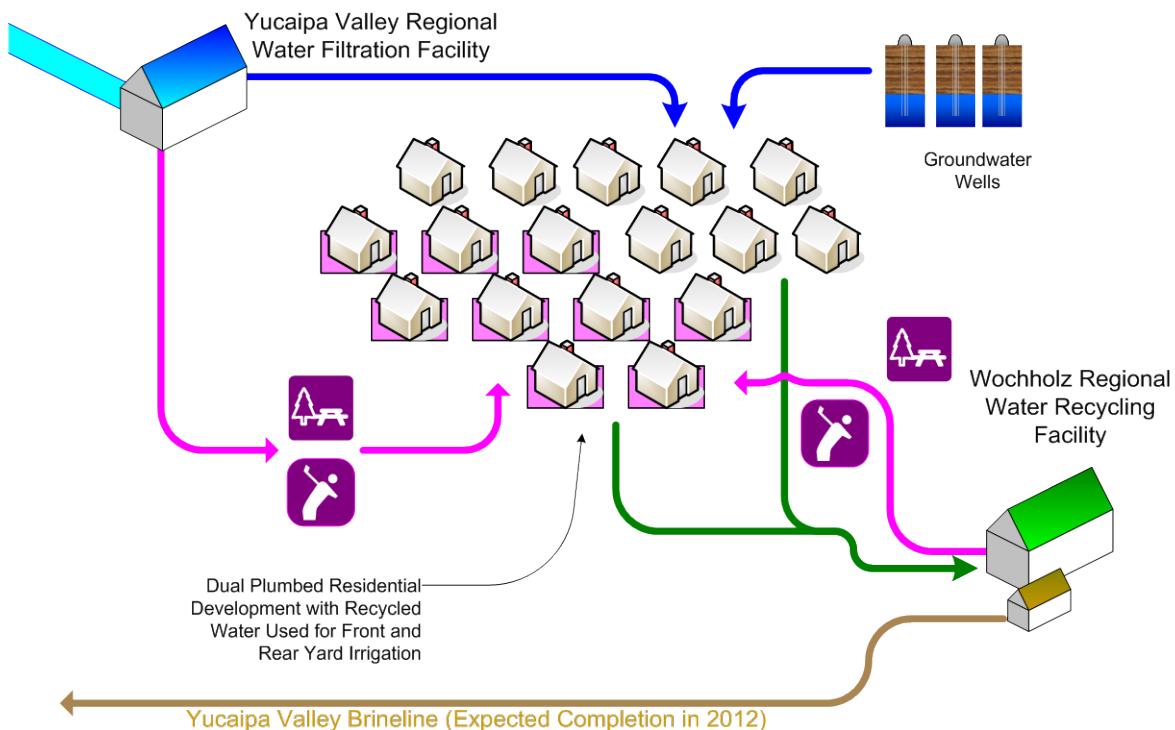 Yucaipa Valley Regional
Water Filtration Facility
Groundwater
Wells
Wochholz Regional
Water Recycling
Facility
Dual Plumbed Residential
Development with Recycled
Water Used for Front and
Rear Yard Irrigation
Yucaipa Valley Brineline (Expected Completion in 2012)